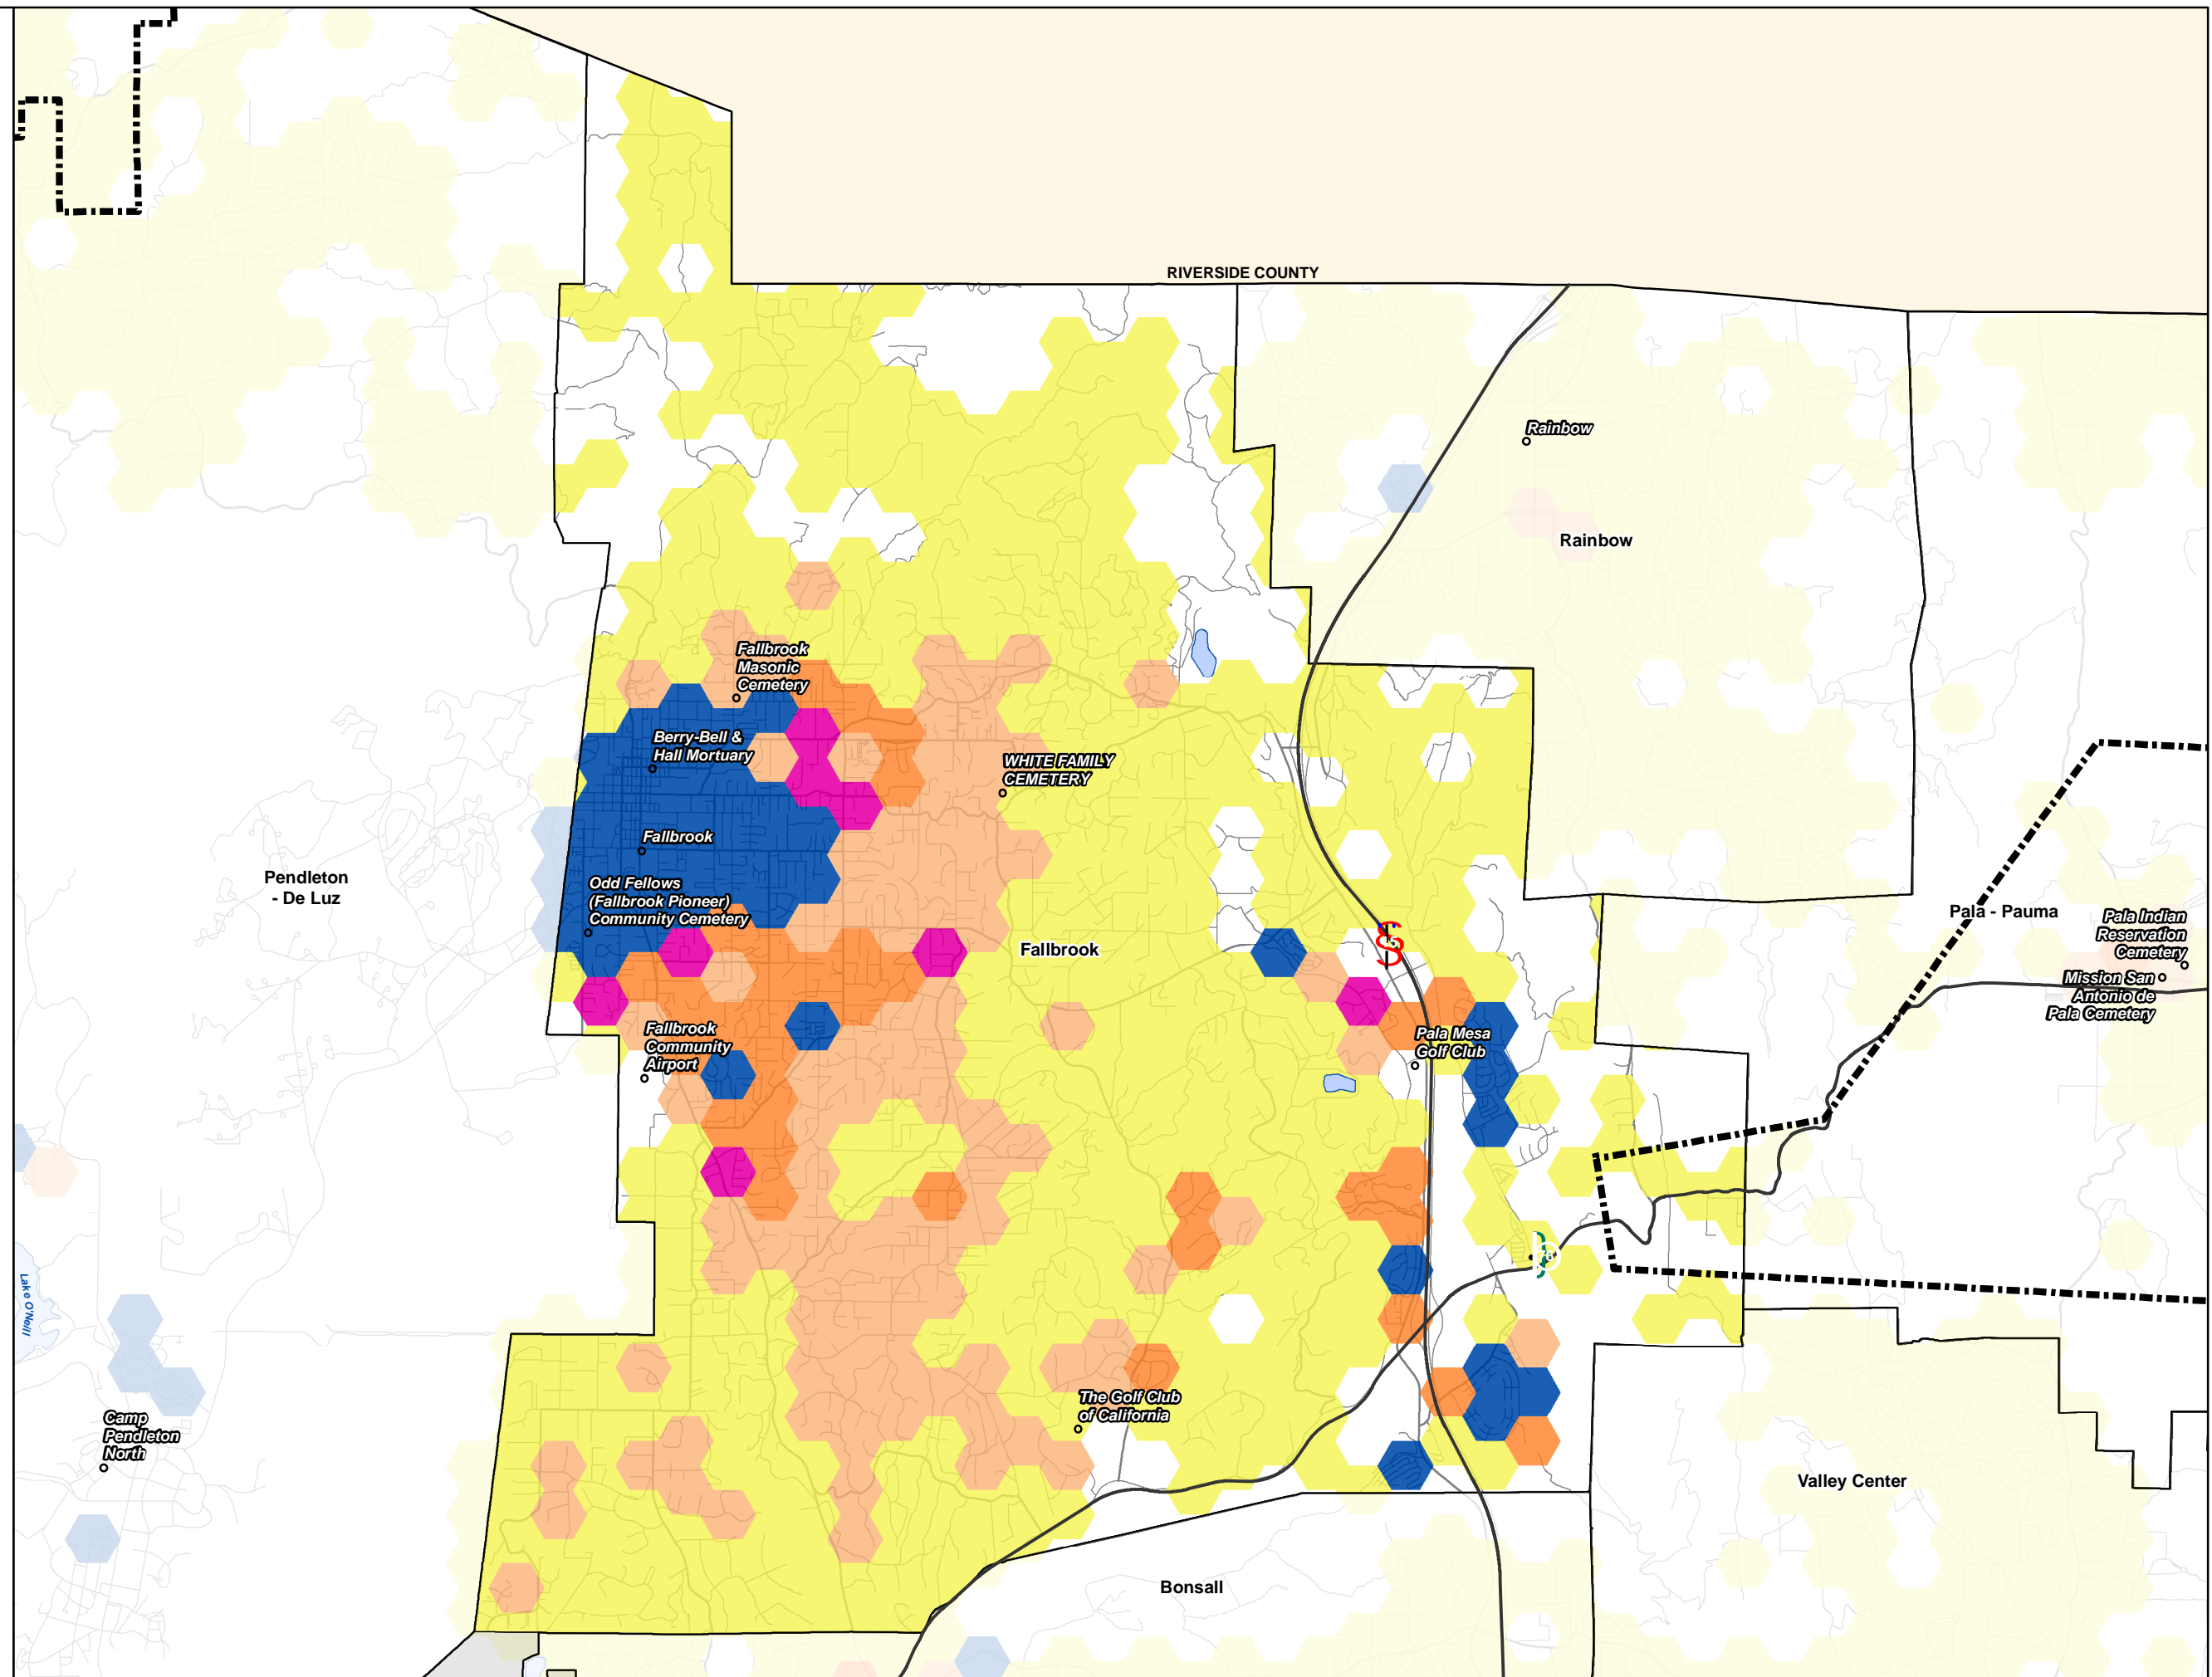 RIVERSIDE COUNTY
Rainbow
Rainbow
Fallbrook
Masonic
Cemetery
Berry-Bell &
Hall Mortuary
WHITE FAMILY
CEMETERY
Fallbrook
Pendleton
- De Luz
Odd Fellows
(Fallbrook Pioneer)
Community Cemetery
Fallbrook
Pala - Pauma
Pala Indian
Reservation
Cemetery
Mission San
Antonio de
Pala Cemetery
Fallbrook
Community
Airport
Pala Mesa
Golf Club
Lake O'Neill
The Golf Club
of California
Camp
Pendleton
North
Valley Center
Bonsall